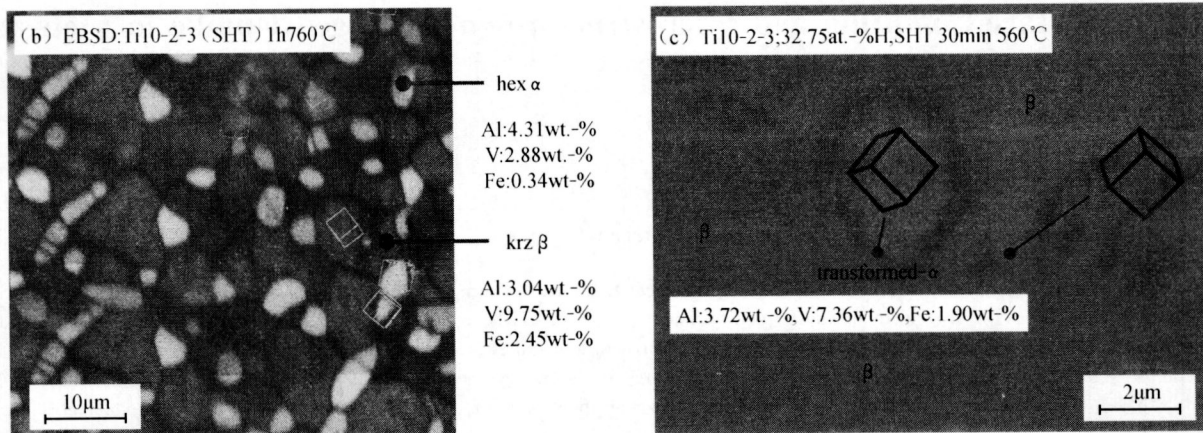 （b）EBSD:Ti10-2-3(SHT)1h760℃
hex α
Al:4.31wt.-%
V:2.88wt.-%
Fe:0.34wt-%
krz β
Al:3.04wt.-%
V:9.75wt.-%
Fe:2.45wt-%
10μm
（c）Ti10-2-3;32.75at.-%H,SHT 30min 560℃
β
β
transformed-α
Al:3.72wt.-%,V:7.36wt.-%,Fe:1.90wt-%
β
2μm